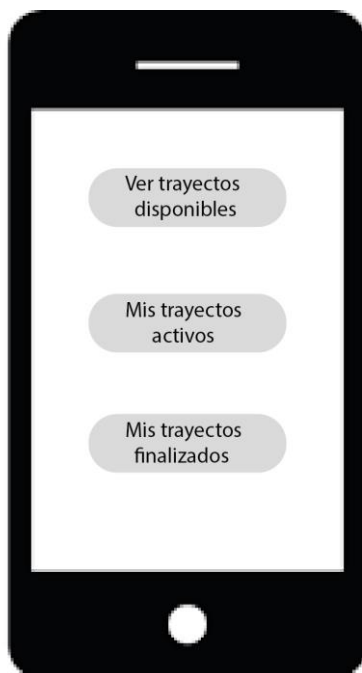 Ver trayectos
disponibles
Mis trayectos
activos
Mis trayectos
finalizados